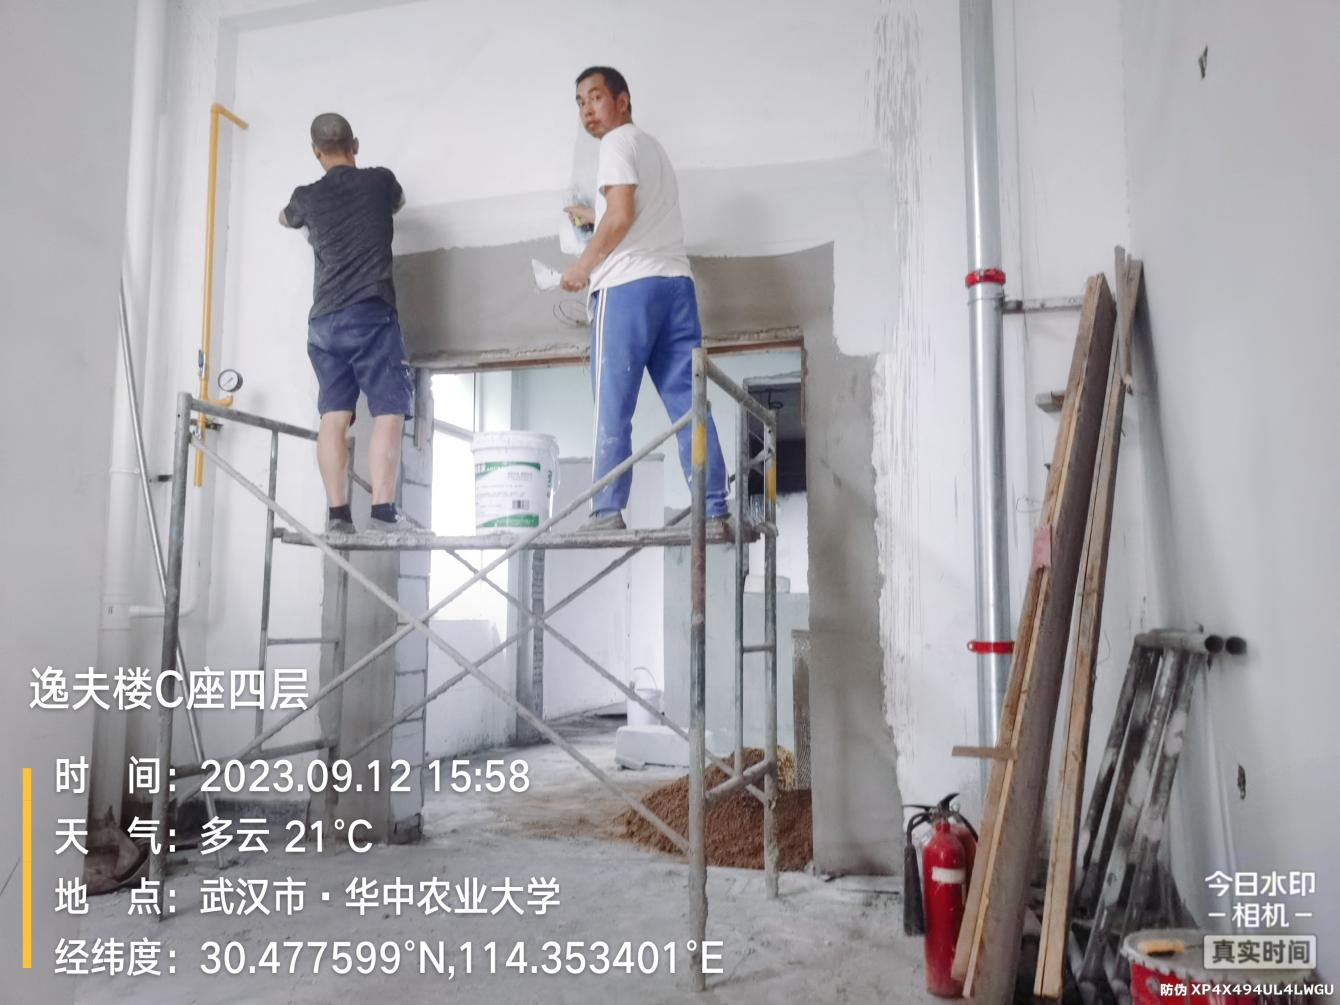 逸夫楼C座四层
时 间：2023.09.12 15:58
天 气：多云 21℃
地 点：武汉市·华中农业大学
经纬度：30.477599°N,114.353401°E
今日水印
-相机-
真实时间
防伪 XP4X494UL4LWGU